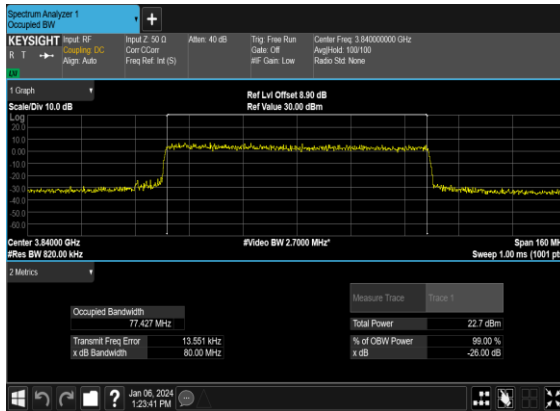 Spectrum Analyzer 1
Occupied BW
+
KEYSIGHT Input: RF Input Z: 50 Ω Atten: 40 dB Trig: Free Run Center Freq: 3.840000000 GHz
R T Coupling: DC Corr CCorr Gate: Off Avg|Hold: 100/100
Align: Auto Freq Ref: Int (S) #IF Gain: Low Radio Std: None
LXI
1 Graph
Ref Lvl Offset 8.90 dB
Scale/Div 10.0 dB Ref Value 30.00 dBm
Log
20.0
10.0
0.00
-10.0
-20.0
-30.0
-40.0
-50.0
-60.0
Center 3.84000 GHz #Video BW 2.7000 MHz* Span 160 MH
#Res BW 820.00 kHz Sweep 1.00 ms (1001 pt
2 Metrics
Measure Trace Trace 1
Occupied Bandwidth
77.427 MHz Total Power 22.7 dBm
Transmit Freq Error 13.551 kHz % of OBW Power 99.00 %
x dB Bandwidth 80.00 MHz x dB -26.00 dB
?
Jan 06, 2024
1:23:41 PM